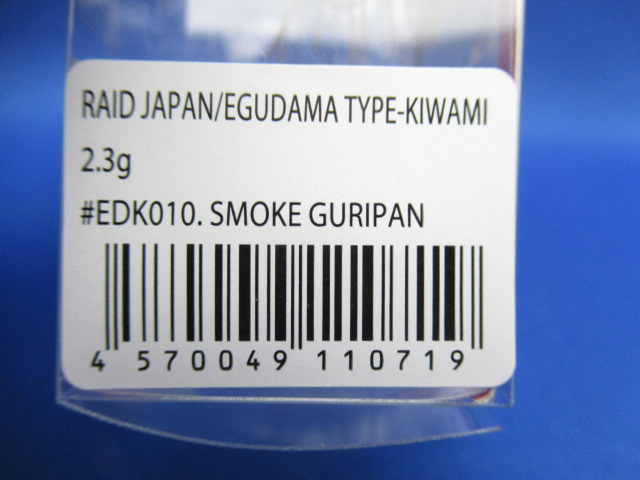 RAID JAPAN/EGUDAMA TYPE-KIWAMI
2.3g
#EDK010. SMOKE GURIPAN
4 570049 110719